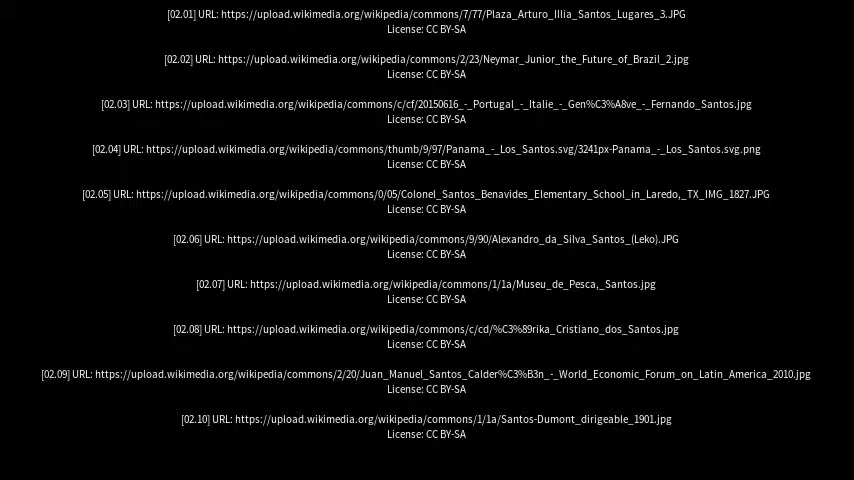 [02.01] URL: https://upload.wikimedia.org/wikipedia/commons/7/77/Plaza_Arturo_Illia_Santos_Lugares_3.JPG
License: CC BY-SA
[02.02] URL: https://upload.wikimedia.org/wikipedia/commons/2/23/Neymar_Junior_the_Future_of_Brazil_2.jpg
License: CC BY-SA
[02.03] URL: https://upload.wikimedia.org/wikipedia/commons/c/cf/20150616_-_Portugal_-_Italie_-_Gen%C3%A8ve_-_Fernando_Santos.jpg
License: CC BY-SA
[02.04] URL: https://upload.wikimedia.org/wikipedia/commons/thumb/9/97/Panama_-_Los_Santos.svg/3241px-Panama_-_Los_Santos.svg.png
License: CC BY-SA
[02.05] URL: https://upload.wikimedia.org/wikipedia/commons/0/05/Colonel_Santos_Benavides_Elementary_School_in_Laredo,_TX_IMG_1827.JPG
License: CC BY-SA
[02.06] URL: https://upload.wikimedia.org/wikipedia/commons/9/90/Alexandro_da_Silva_Santos_(Leko).JPG
License: CC BY-SA
[02.07] URL: https://upload.wikimedia.org/wikipedia/commons/1/1a/Museu_de_Pesca,_Santos.jpg
License: CC BY-SA
[02.08] URL: https://upload.wikimedia.org/wikipedia/commons/c/cd/%C3%89rika_Cristiano_dos_Santos.jpg
License: CC BY-SA
[02.09] URL: https://upload.wikimedia.org/wikipedia/commons/2/20/Juan_Manuel_Santos_Calder%C3%B3n_-_World_Economic_Forum_on_Latin_America_2010.jpg
License: CC BY-SA
[02.10] URL: https://upload.wikimedia.org/wikipedia/commons/1/1a/Santos-Dumont_dirigeable_1901.jpg
License: CC BY-SA